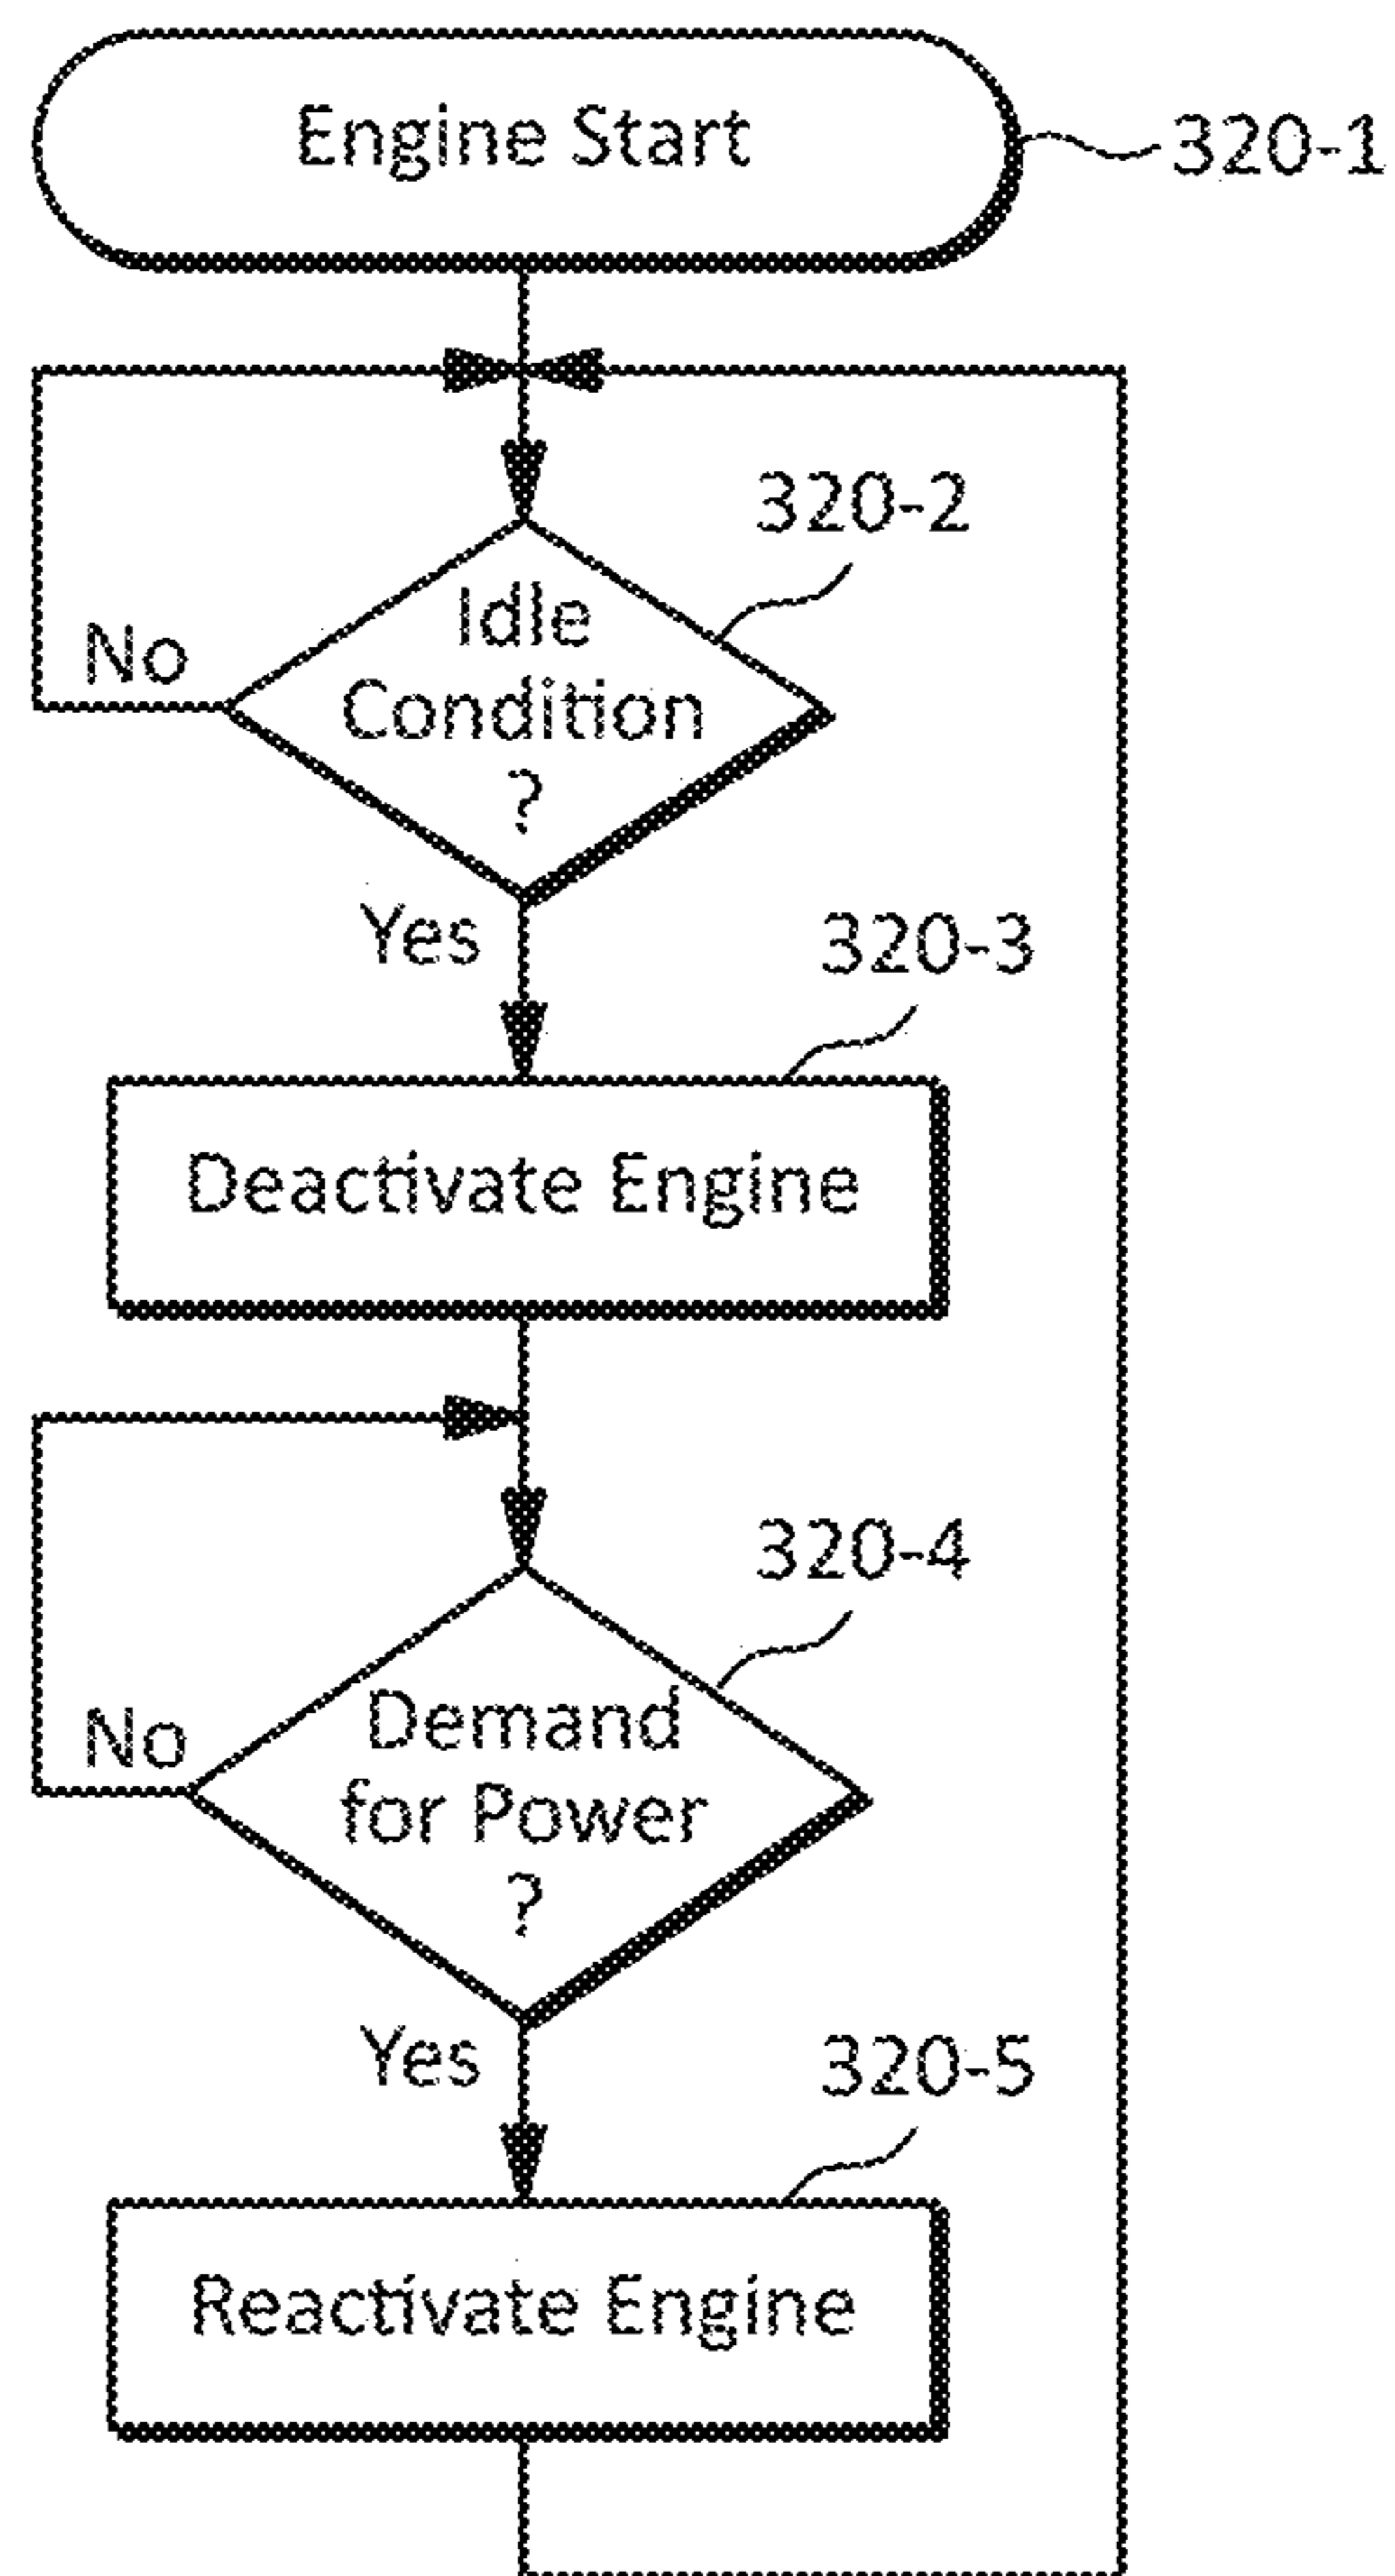 Engine Start
320-1
320-2
Idle
Condition
?
No
Yes
320-3
Deactivate Engine
320-4
Demand
for Power
?
No
Yes
320-5
Reactivate Engine